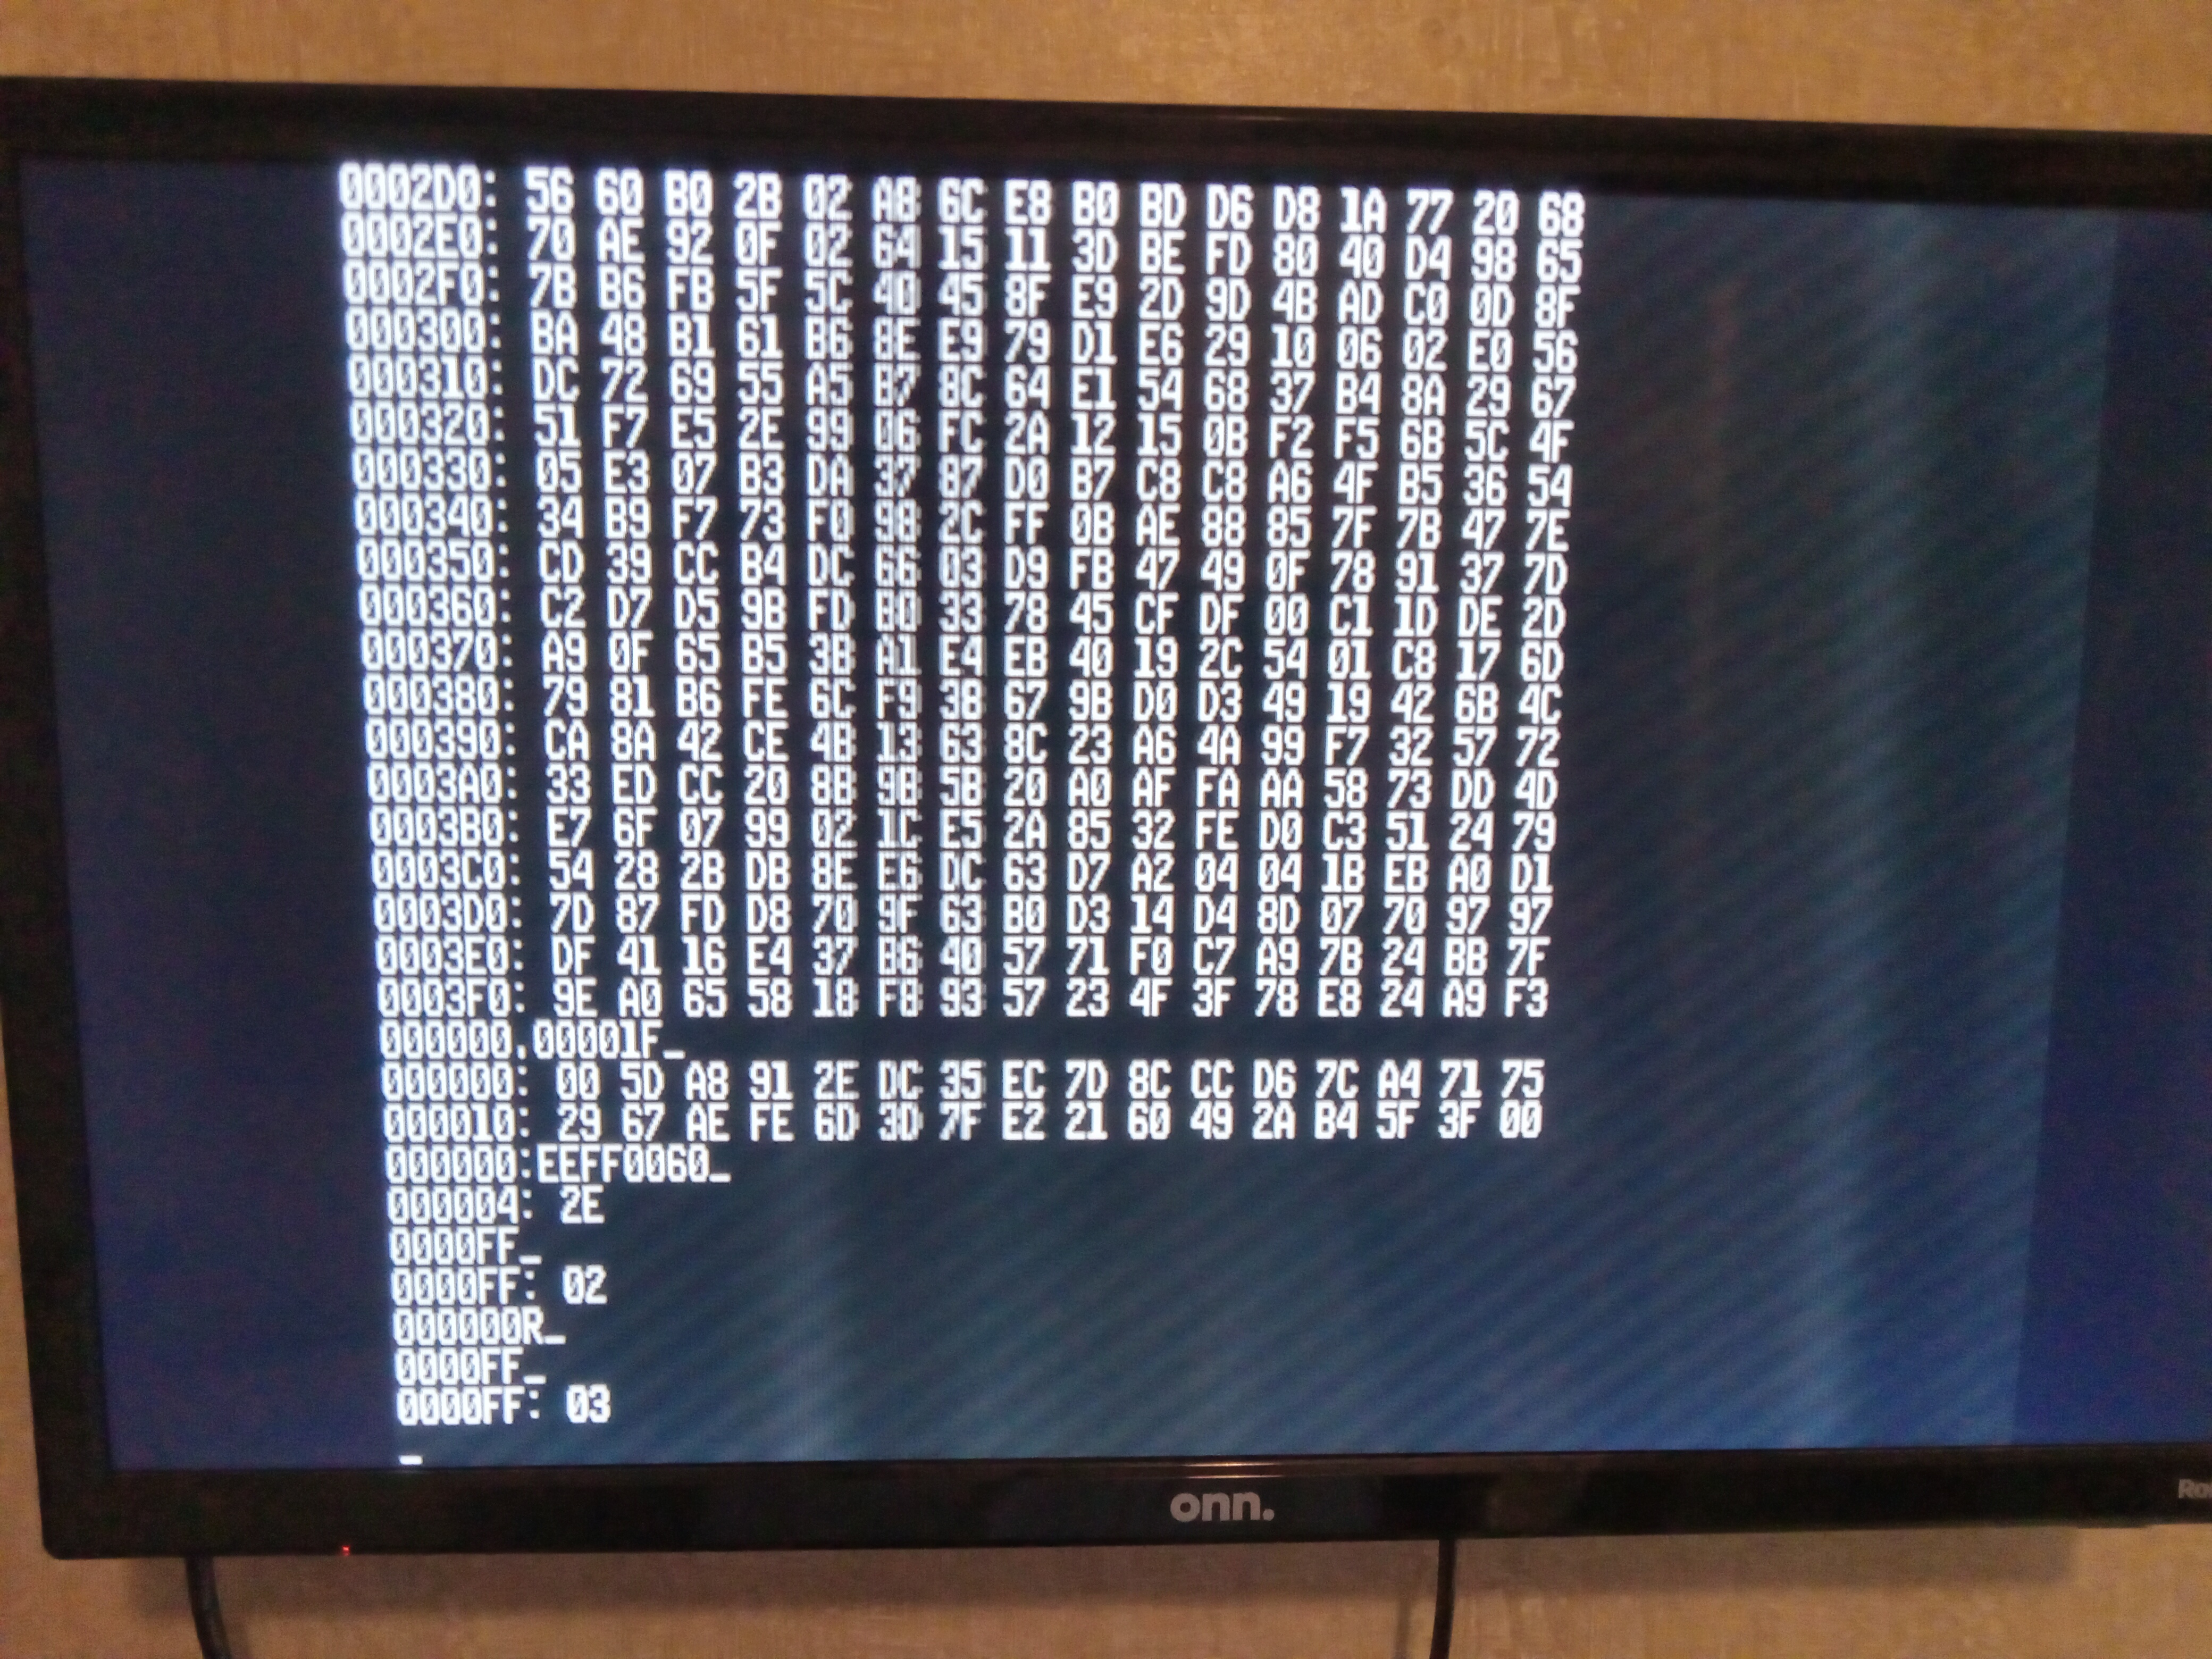 0002D0: 56 60 B0 2B 02 A8 6C E8 B0 BD D6 D8 1A 77 20 68
0002E0: 70 AE 92 0F 02 64 15 11 3D BE FD 80 40 D4 98 65
0002F0: 7B B6 FB 5F 5C 40 45 8F E9 2D 9D 4B AD C0 0D 8F
000300: BA 48 B1 61 B6 8E E9 79 D1 E6 29 10 06 02 E0 56
000310: DC 72 69 55 A5 B7 8C 64 E1 54 68 37 B4 8A 29 67
000320: 51 F7 E5 2E 99 06 FC 2A 12 15 0B F2 F5 6B 5C 4F
000330: 05 E3 07 B3 DA 37 87 D0 B7 C8 C8 A6 4F B5 36 54
000340: 34 B9 F7 73 F0 98 2C FF 0B AE 88 85 7F 7B 47 7E
000350: CD 39 CC B4 DC 66 03 D9 FB 47 49 0F 78 91 37 7D
000360: C2 D7 D5 9B FD 80 33 78 45 CF DF 00 C1 1D DE 2D
000370: A9 0F 65 B5 3B A1 E4 EB 40 19 2C 54 01 C8 17 6D
000380: 79 81 B6 FE 6C F9 38 67 9B D0 D3 49 19 42 6B 4C
000390: CA 8A 42 CE 4B 13 63 8C 23 A6 4A 99 F7 32 57 72
0003A0: 33 ED CC 20 8B 9B 5B 20 A0 AF FA AA 58 73 DD 4D
0003B0: E7 6F 07 99 02 1C E5 2A 85 32 FE D0 C3 51 24 79
0003C0: 54 28 2B DB 8E E6 DC 63 D7 A2 04 04 1B EB A0 D1
0003D0: 7D 87 FD D8 70 9F 63 B0 D3 14 D4 8D 07 70 97 97
0003E0: DF 41 16 E4 37 B6 40 57 71 F0 C7 A9 7B 24 BB 7F
0003F0: 9E A0 65 58 18 F8 93 57 23 4F 3F 78 E8 24 A9 F3
000000.00001F_
000000: 00 5D A8 91 2E DC 35 EC 7D 8C CC D6 7C A4 71 75
000010: 29 67 AE FE 6D 3D 7F E2 21 60 49 2A B4 5F 3F 00
000000:EEFF0060_
000004: 2E
0000FF_
0000FF: 02
000000R_
0000FF_
0000FF: 03
_
onn.